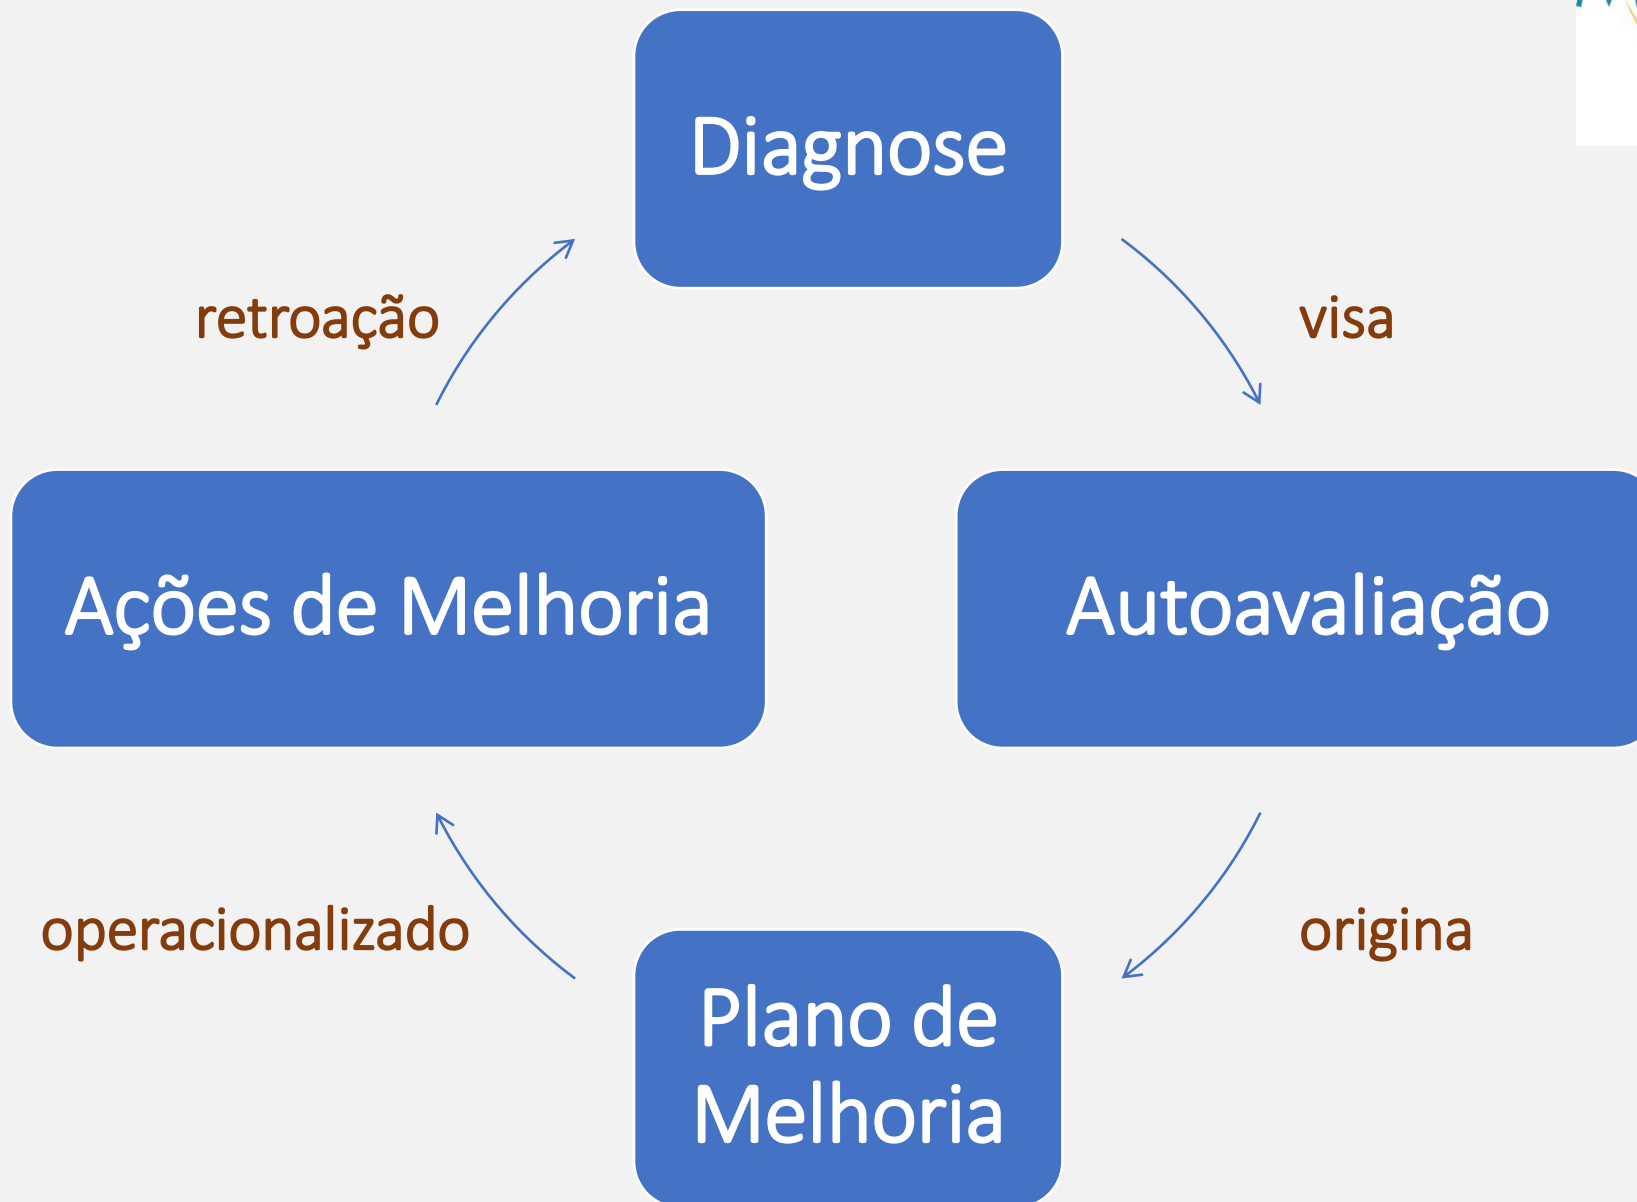 Diagnose
retroação
visa
Ações de Melhoria
Autoavaliação
operacionalizado
origina
Plano de
Melhoria